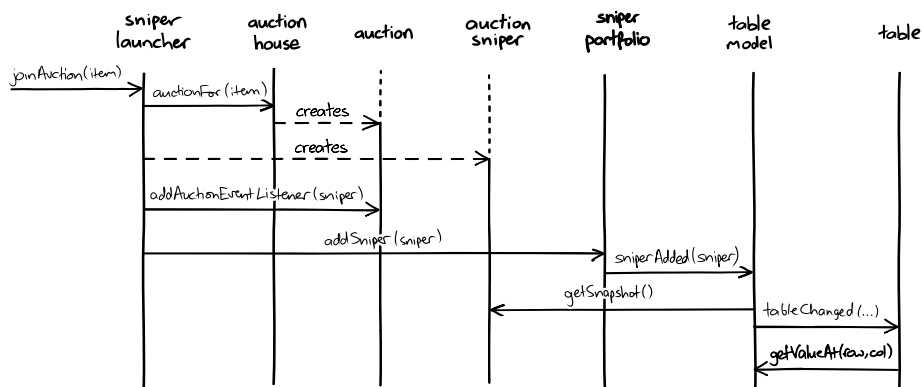 sniper
launcher
auction
house
auction
auction
sniper
sniper
portfolio
table
model
table
joinAuction(item)
auctionFor(item)
creates
creates
addAuctionEventListener(sniper)
addSniper(sniper)
sniperAdded(sniper)
getSnapshot()
tableChanged(...)
getValueAt(row,col)